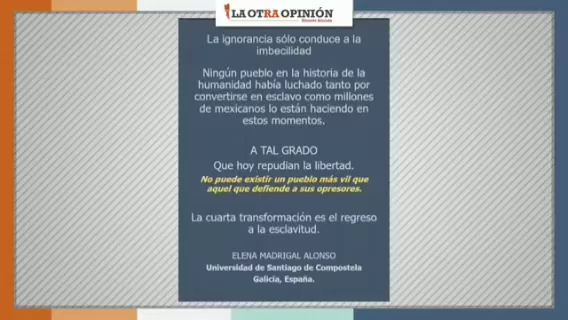 LA OTRA OPINIÓN
La ignorancia sólo conduce a la
imbecilidad
Ningún pueblo en la historia de la
humanidad había luchado tanto por
convertirse en esclavo como millones
de mexicanos lo están haciendo en
estos momentos.
A TAL GRADO
Que hoy repudian la libertad.
No puede existir un pueblo más vil que
aquel que defiende a sus opresores.
La cuarta transformación es el regreso
a la esclavitud.
ELENA MADRIGAL ALONSO
Universidad de Santiago de Compostela
Galicia, España.